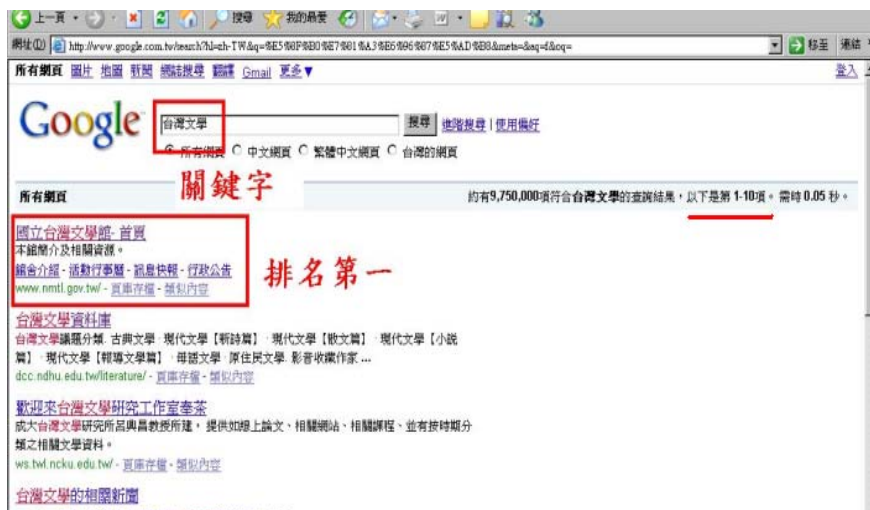 上一頁 搜尋 我的最愛
網址(D) http://www.google.com.tw/search?hl=zh-TW&q=%E5%8F%B0%E7%81%A3%E6%96%87%E5%AD%B8&meta=&aq=f&oq= 移至 連結
所有網頁 圖片 地圖 新聞 網誌搜尋 翻譯 Gmail 更多▼ 登入
Google 台灣文學 搜尋 進階搜尋 | 使用偏好
所有網頁 中文網頁 繁體中文網頁 台灣的網頁
關鍵字
所有網頁 約有9,750,000項符合台灣文學的查詢結果，以下是第 1-10項。 需時 0.05 秒。
國立台灣文學館- 首頁
本館簡介及相關資源。
館舍介紹 - 活動行事曆 - 訊息快報 - 行政公告
www.nmtl.gov.tw/ - 頁庫存檔 - 類似內容
排名第一
台灣文學資料庫
台灣文學議題分類. 古典文學 · 現代文學【新詩篇】 · 現代文學【散文篇】 · 現代文學【小說
篇】 · 現代文學【報導文學篇】 · 母語文學 · 原住民文學. 影音收藏作家 ...
dcc.ndhu.edu.tw/literature/ - 頁庫存檔 - 類似內容
歡迎來台灣文學研究工作室奉茶
成大台灣文學研究所呂興昌教授所建， 提供如線上論文、相關網站、相關課程、並有按時期分
類之相關文學資料。
ws.twl.ncku.edu.tw/ - 頁庫存檔 - 類似內容
台灣文學的相關新聞